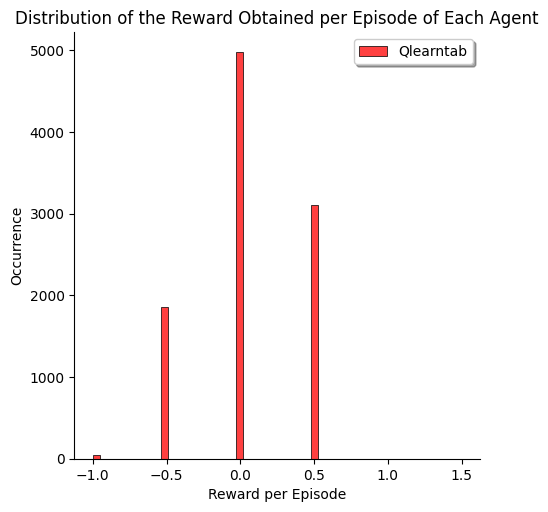 Distribution of the Reward Obtained per Episode of Each Agent
Qlearntab
5000
4000
3000
2000
1000
0
Occurrence
−1.0 −0.5 0.0 0.5 1.0 1.5
Reward per Episode